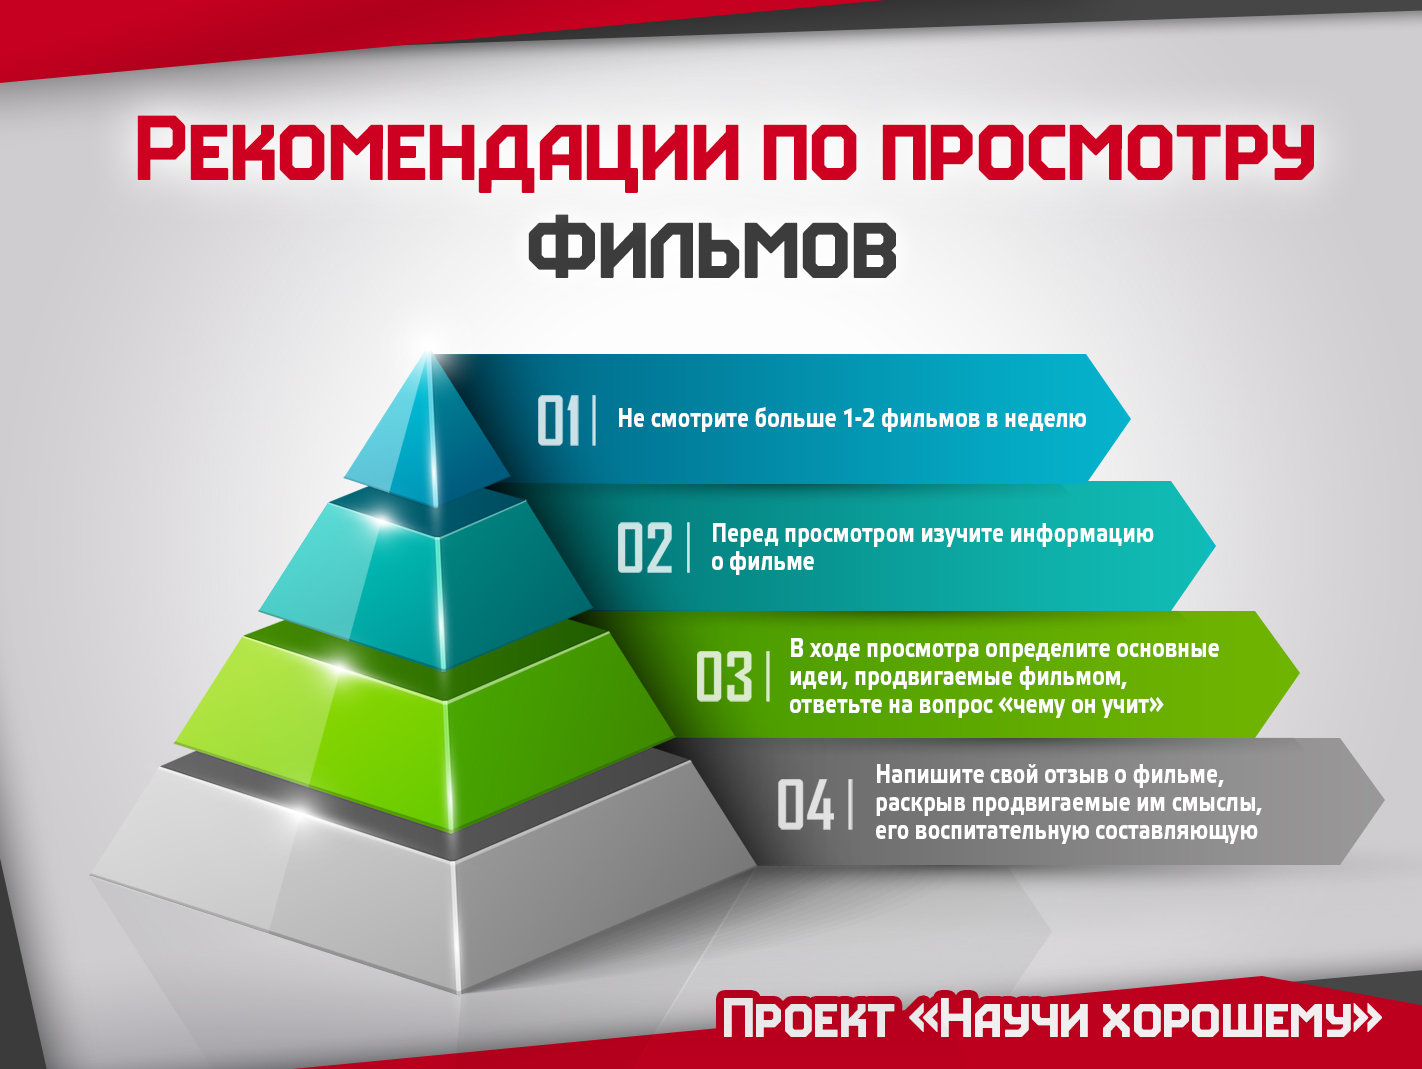 Рекомендации по просмотру
фильмов
01
Не смотрите больше 1-2 фильмов в неделю
02
Перед просмотром изучите информацию
о фильме
03
В ходе просмотра определите основные
идеи, продвигаемые фильмом,
ответьте на вопрос «чему он учит»
04
Напишите свой отзыв о фильме,
раскрыв продвигаемые им смыслы,
его воспитательную составляющую
Проект «Научи хорошему»